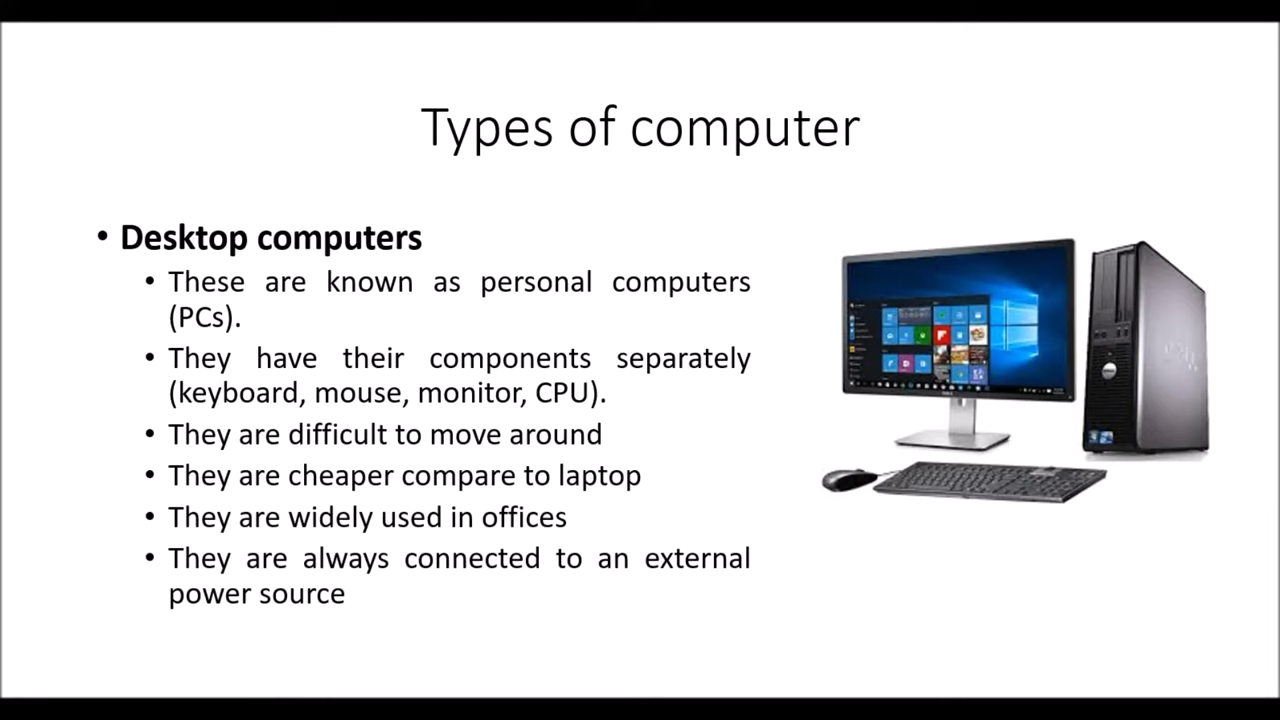 Types of computer
• Desktop computers
• These are known as personal computers
(PCs).
• They have their components separately
(keyboard, mouse, monitor, CPU).
• They are difficult to move around
• They are cheaper compare to laptop
• They are widely used in offices
• They are always connected to an external
power source